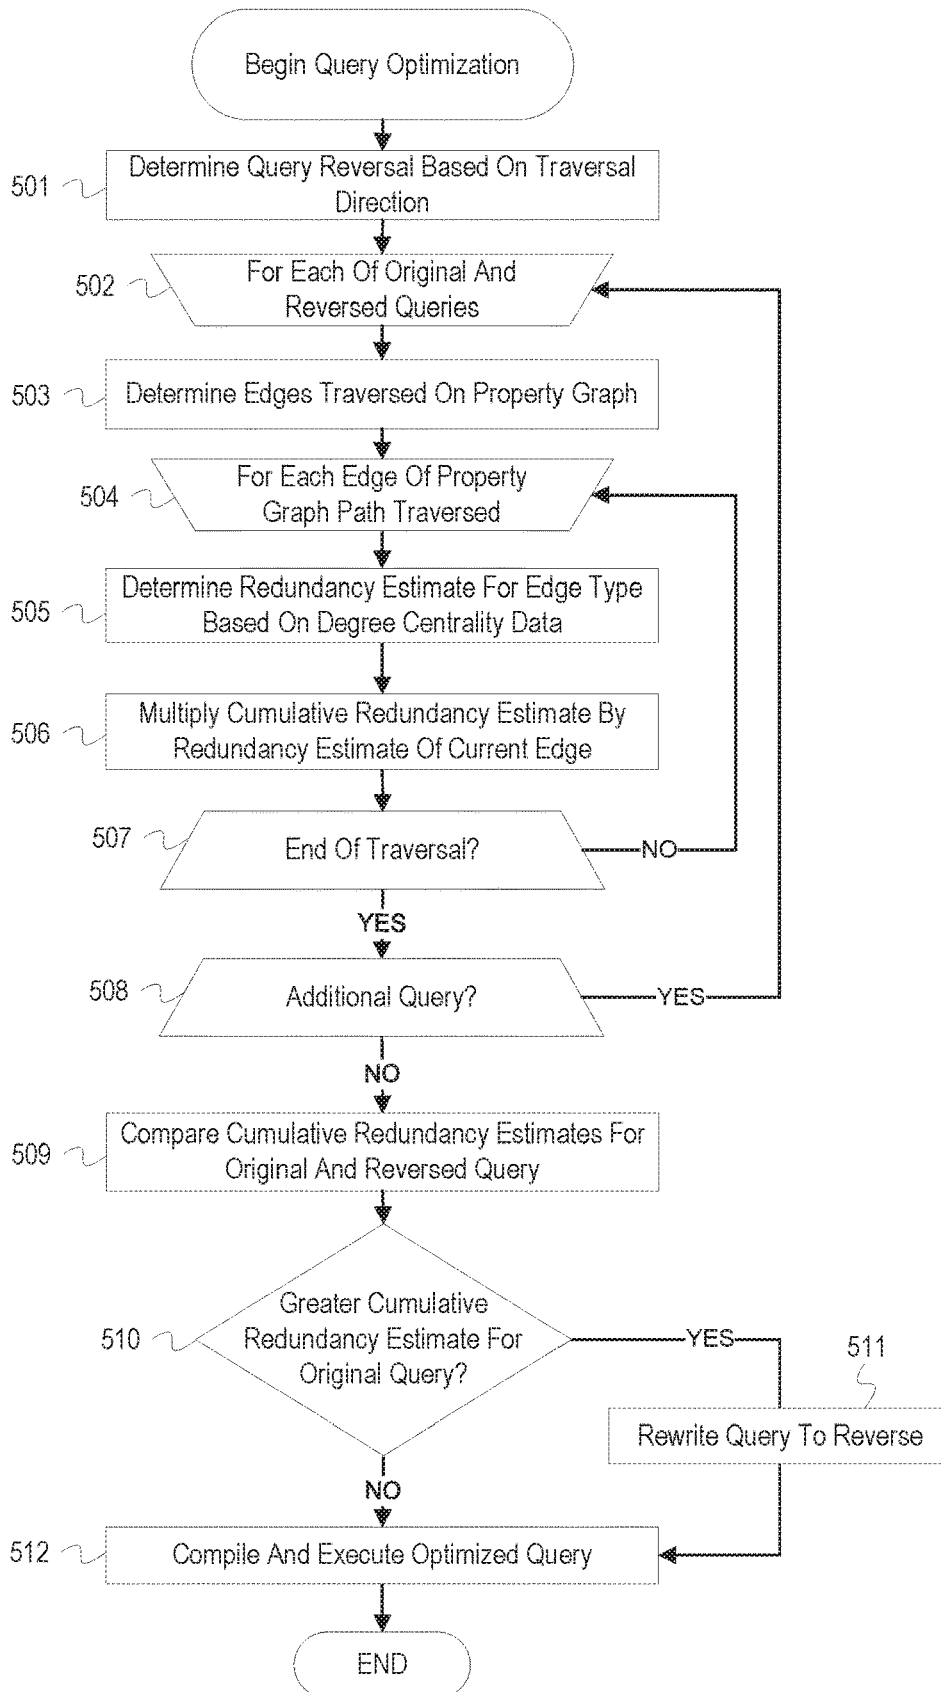 Begin Query Optimization
501
Determine Query Reversal Based On Traversal
Direction
502
For Each Of Original And
Reversed Queries
503
Determine Edges Traversed On Property Graph
504
For Each Edge Of Property
Graph Path Traversed
505
Determine Redundancy Estimate For Edge Type
Based On Degree Centrality Data
506
Multiply Cumulative Redundancy Estimate By
Redundancy Estimate Of Current Edge
507
End Of Traversal?
NO
YES
508
Additional Query?
YES
NO
509
Compare Cumulative Redundancy Estimates For
Original And Reversed Query
510
Greater Cumulative
Redundancy Estimate For
Original Query?
YES
511
Rewrite Query To Reverse
NO
512
Compile And Execute Optimized Query
END